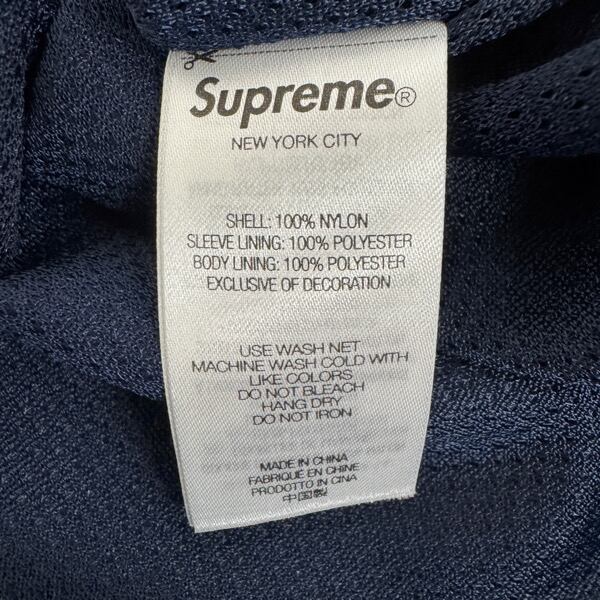 Supreme®
NEW YORK CITY
SHELL: 100% NYLON
SLEEVE LINING: 100% POLYESTER
BODY LINING: 100% POLYESTER
EXCLUSIVE OF DECORATION
USE WASH NET
MACHINE WASH COLD WITH
LIKE COLORS
DO NOT BLEACH
HANG DRY
DO NOT IRON
MADE IN CHINA
FABRIQUÉ EN CHINE
PRODOTTO IN CINA
中国製